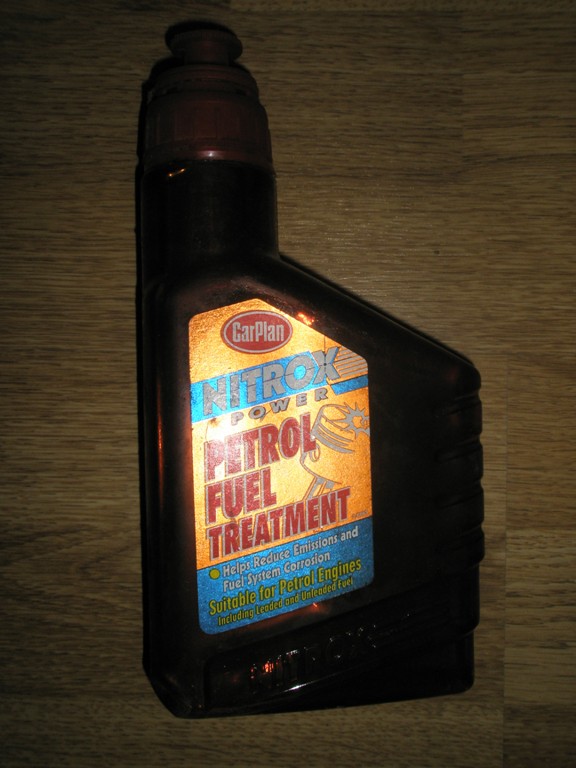 CarPlan
NITROX
POWER
PETROL
FUEL
TREATMENT
Helps Reduce Emissions and
Fuel System Corrosion
Suitable for Petrol Engines
Including Leaded and Unleaded Fuel
NITROX